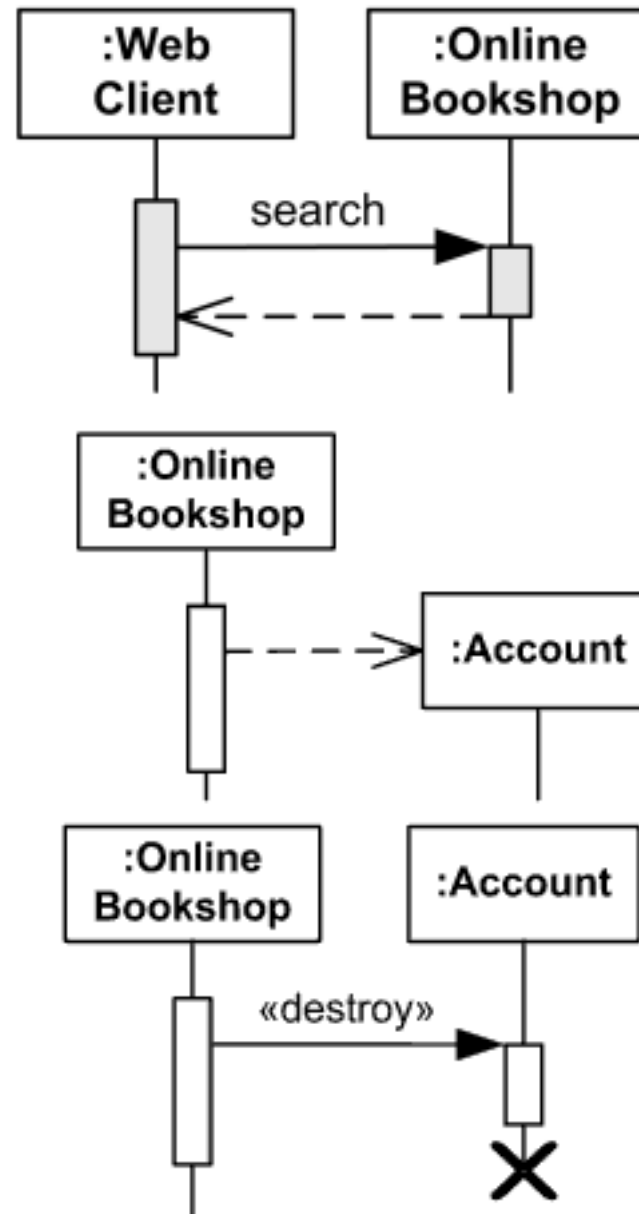 :Web
Client
:Online
Bookshop
search
:Online
Bookshop
:Account
:Online
Bookshop
:Account
«destroy»